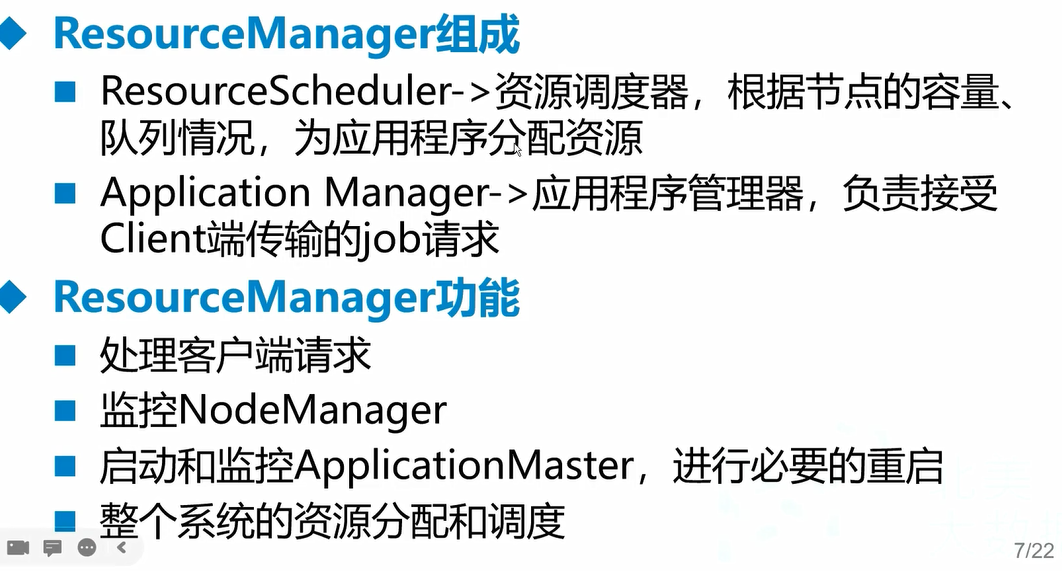 ResourceManager组成
ResourceScheduler->资源调度器，根据节点的容量、
队列情况，为应用程序分配资源
Application Manager->应用程序管理器，负责接受
Client端传输的job请求
ResourceManager功能
处理客户端请求
监控NodeManager
启动和监控ApplicationMaster，进行必要的重启
整个系统的资源分配和调度
7/22